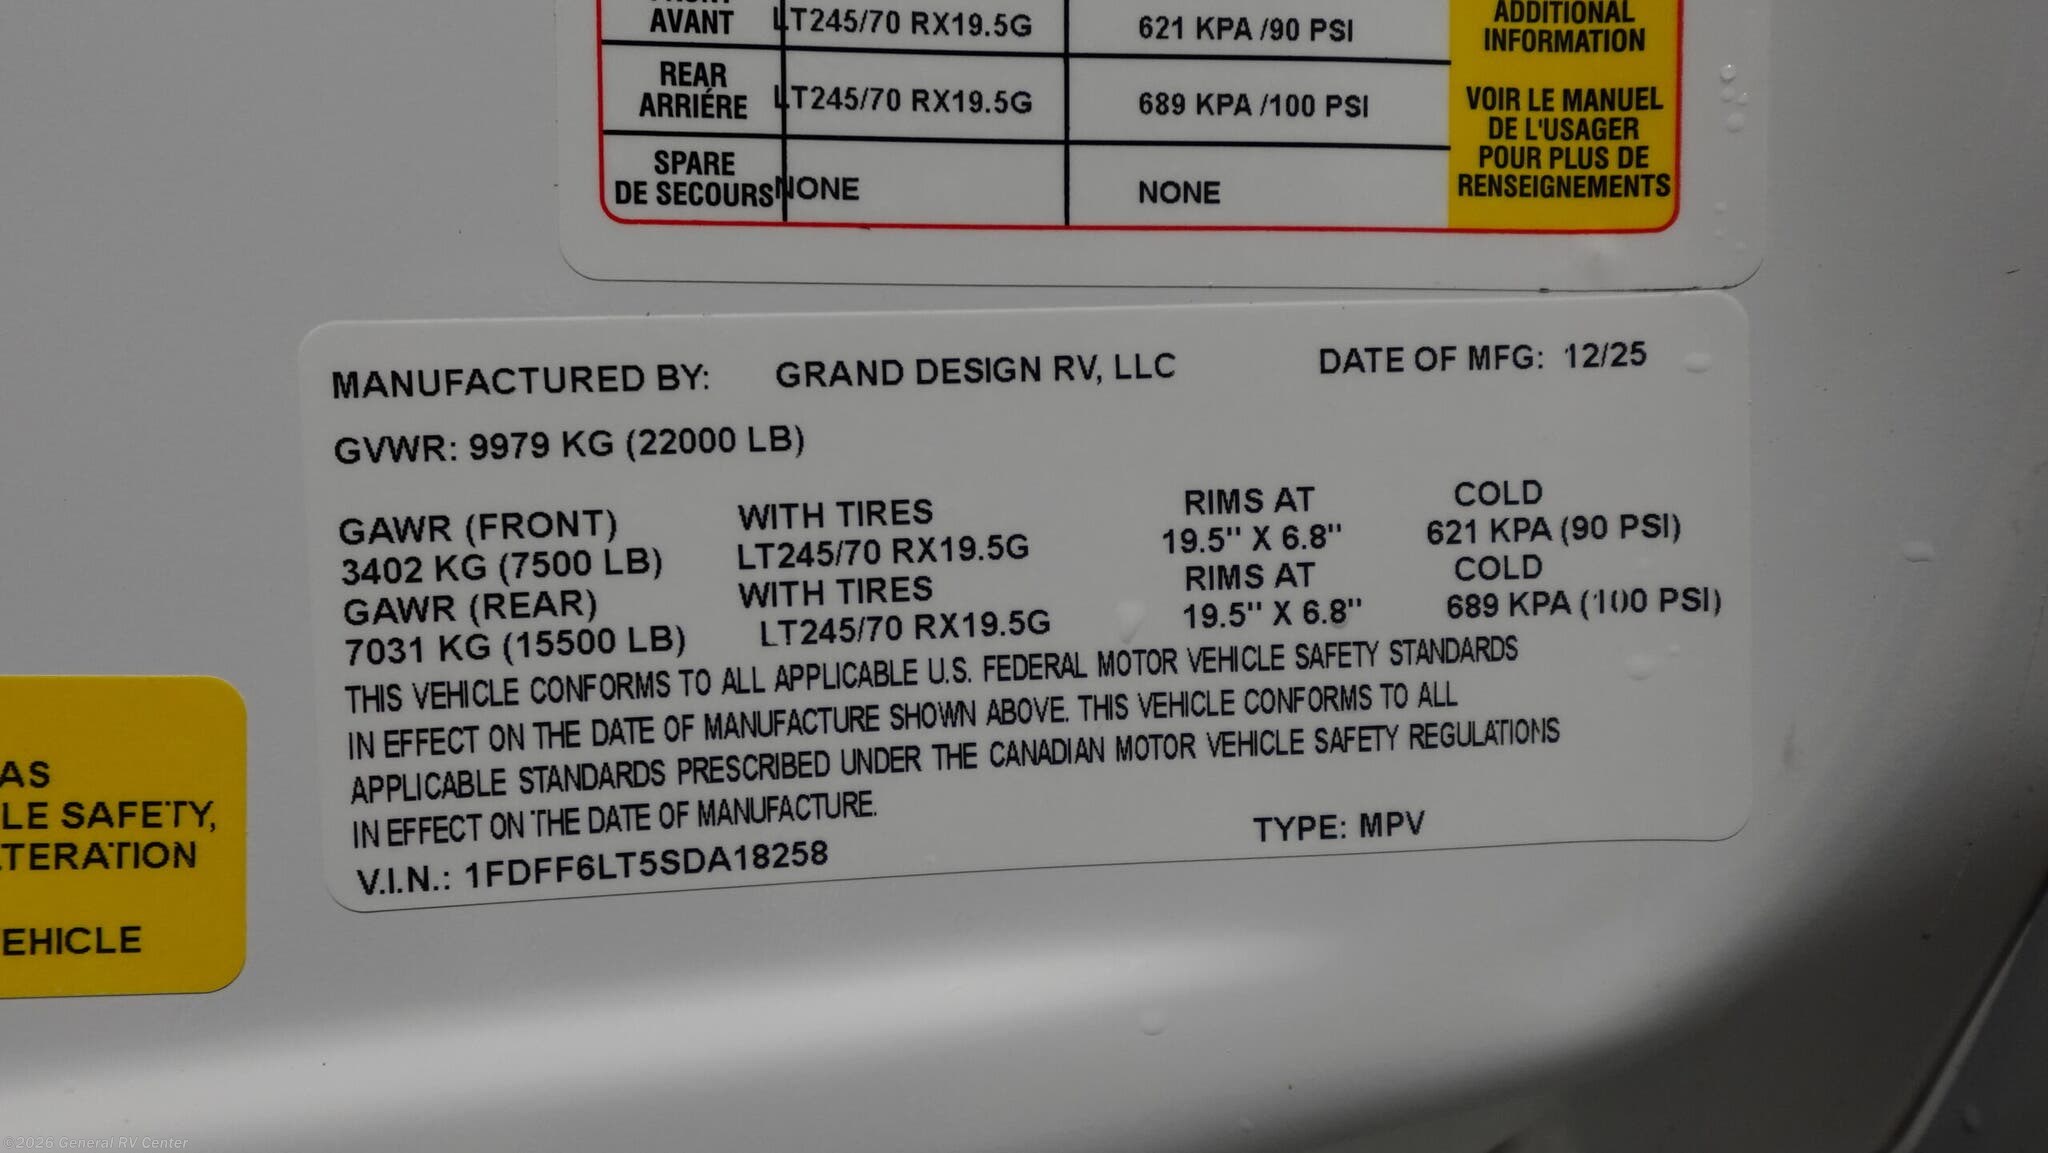 AVANT LT245/70 RX19.5G 621 KPA /90 PSI
REAR
ARRIÉRE LT245/70 RX19.5G 689 KPA /100 PSI
SPARE
DE SECOURS NONE NONE
ADDITIONAL
INFORMATION
VOIR LE MANUEL
DE L'USAGER
POUR PLUS DE
RENSEIGNEMENTS
MANUFACTURED BY: GRAND DESIGN RV, LLC DATE OF MFG: 12/25
GVWR: 9979 KG (22000 LB)
GAWR (FRONT) WITH TIRES RIMS AT COLD
3402 KG (7500 LB) LT245/70 RX19.5G 19.5" X 6.8" 621 KPA (90 PSI)
GAWR (REAR) WITH TIRES RIMS AT COLD
7031 KG (15500 LB) LT245/70 RX19.5G 19.5" X 6.8" 689 KPA (100 PSI)
THIS VEHICLE CONFORMS TO ALL APPLICABLE U.S. FEDERAL MOTOR VEHICLE SAFETY STANDARDS
IN EFFECT ON THE DATE OF MANUFACTURE SHOWN ABOVE. THIS VEHICLE CONFORMS TO ALL
APPLICABLE STANDARDS PRESCRIBED UNDER THE CANADIAN MOTOR VEHICLE SAFETY REGULATIONS
IN EFFECT ON THE DATE OF MANUFACTURE.
V.I.N.: 1FDFF6LT5SDA18258 TYPE: MPV
AS
LE SAFETY,
TERATION
EHICLE
©2026 General RV Center